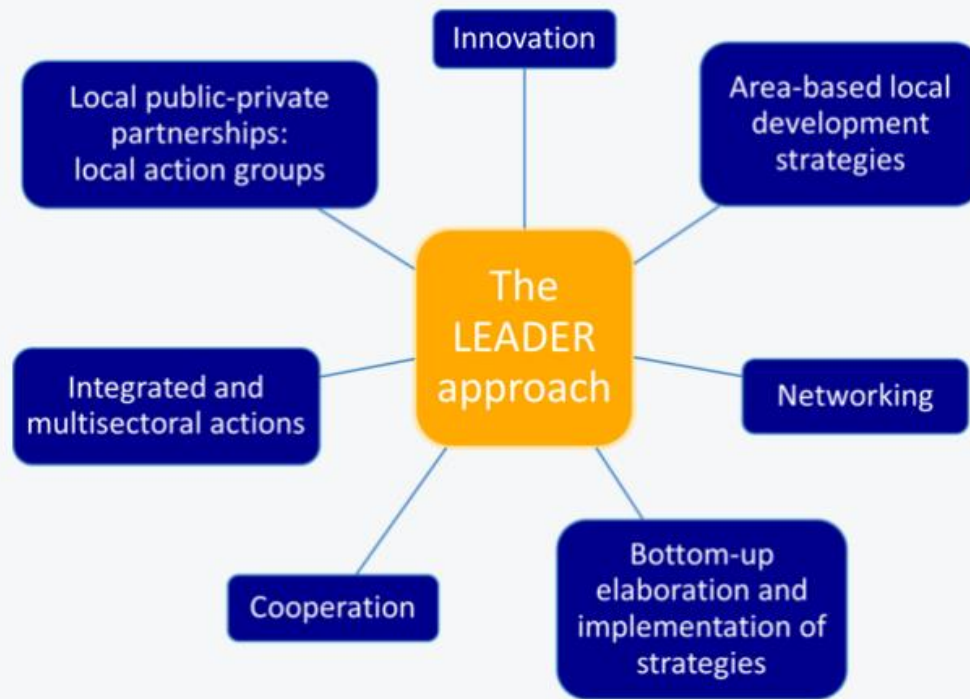 Innovation
Local public-private
partnerships:
local action groups
Area-based local
development
strategies
The
LEADER
approach
Integrated and
multisectoral actions
Networking
Cooperation
Bottom-up
elaboration and
implementation of
strategies